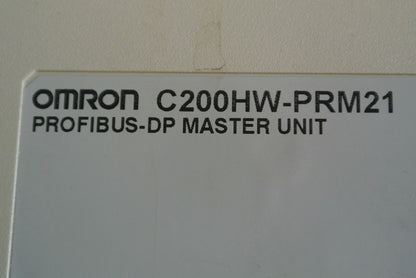 OMRON C200HW-PRM21
PROFIBUS-DP MASTER UNIT